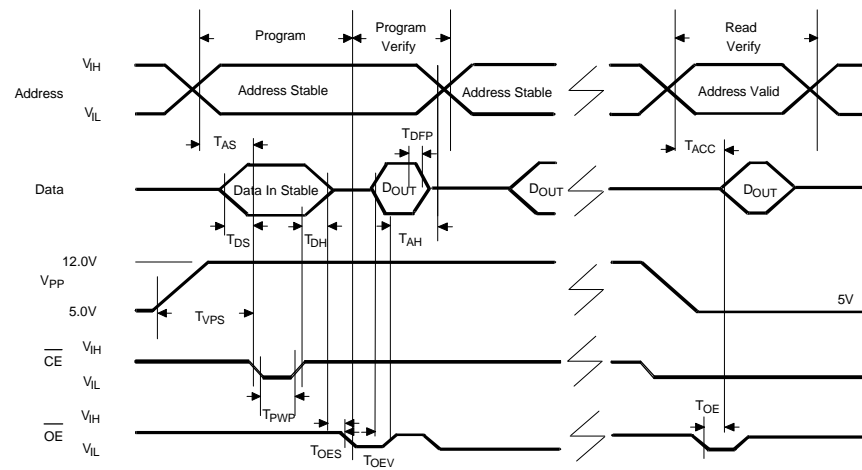 Program
Program
Verify
Read
Verify
VIH
Address
VIL
Address Stable
Address Stable
Address Valid
TAS
TDFP
TACC
Data
Data In Stable
DOUT
DOUT
DOUT
TDS
TDH
TAH
12.0V
VPP
5.0V
5V
TVPS
VIH
CE
VIL
TPWP
VIH
OE
VIL
TOES
TOEV
TOE